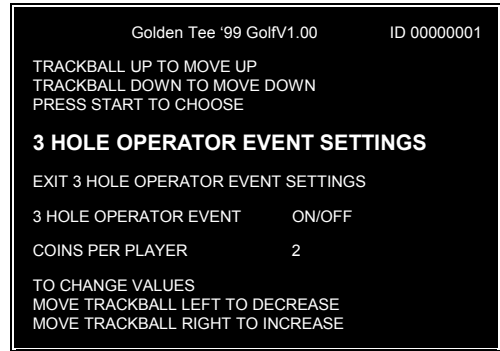 Golden Tee ‘99 GolfV1.00 ID 00000001
TRACKBALL UP TO MOVE UP
TRACKBALL DOWN TO MOVE DOWN
PRESS START TO CHOOSE
3 HOLE OPERATOR EVENT SETTINGS
EXIT 3 HOLE OPERATOR EVENT SETTINGS
3 HOLE OPERATOR EVENT ON/OFF
COINS PER PLAYER 2
TO CHANGE VALUES
MOVE TRACKBALL LEFT TO DECREASE
MOVE TRACKBALL RIGHT TO INCREASE